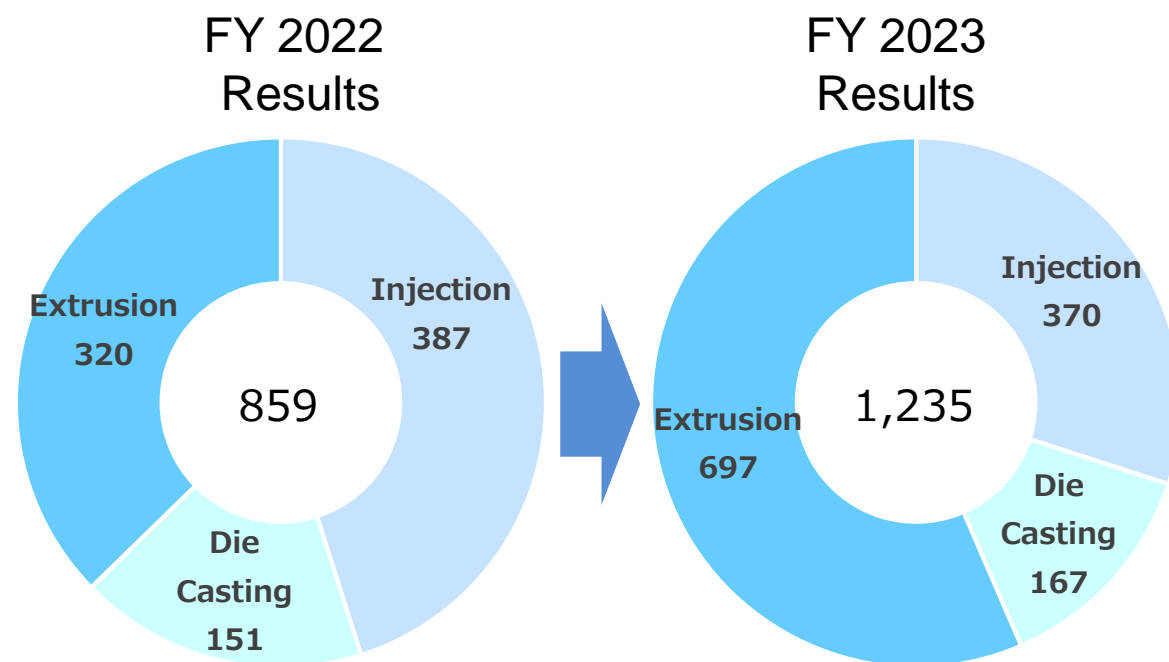 FY 2022
Results
Extrusion
320
Injection
387
859
Die
Casting
151
FY 2023
Results
Injection
370
Extrusion
697
1,235
Die
Casting
167